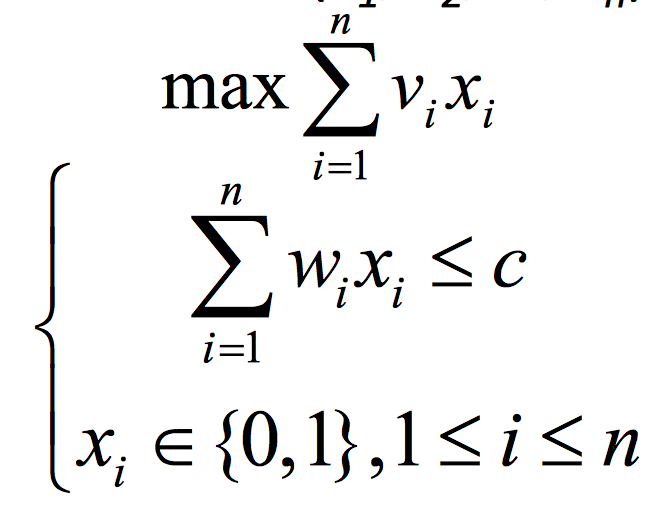 max ∑_{i=1}^{n} v_i x_i
∑_{i=1}^{n} w_i x_i ≤ c
x_i ∈ {0,1}, 1 ≤ i ≤ n